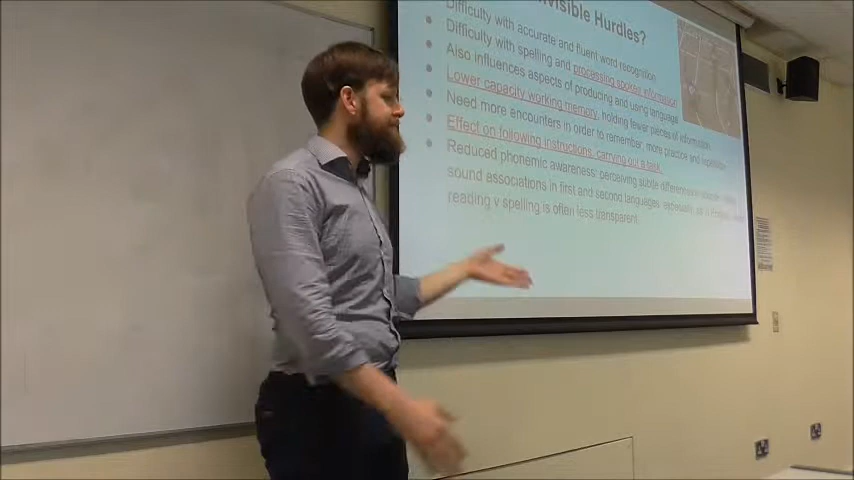 Invisible Hurdles?
Difficulty with accurate and fluent word recognition
Difficulty with spelling and processing spoken information
Also influences aspects of producing and using language
Lower capacity working memory, holding fewer pieces of information
Need more encounters in order to remember, more practice and
Effect on following instructions, carrying out a task.
Reduced phonemic awareness: perceiving subtle differences
sound associations in first and second languages, especially
reading v spelling is often less transparent